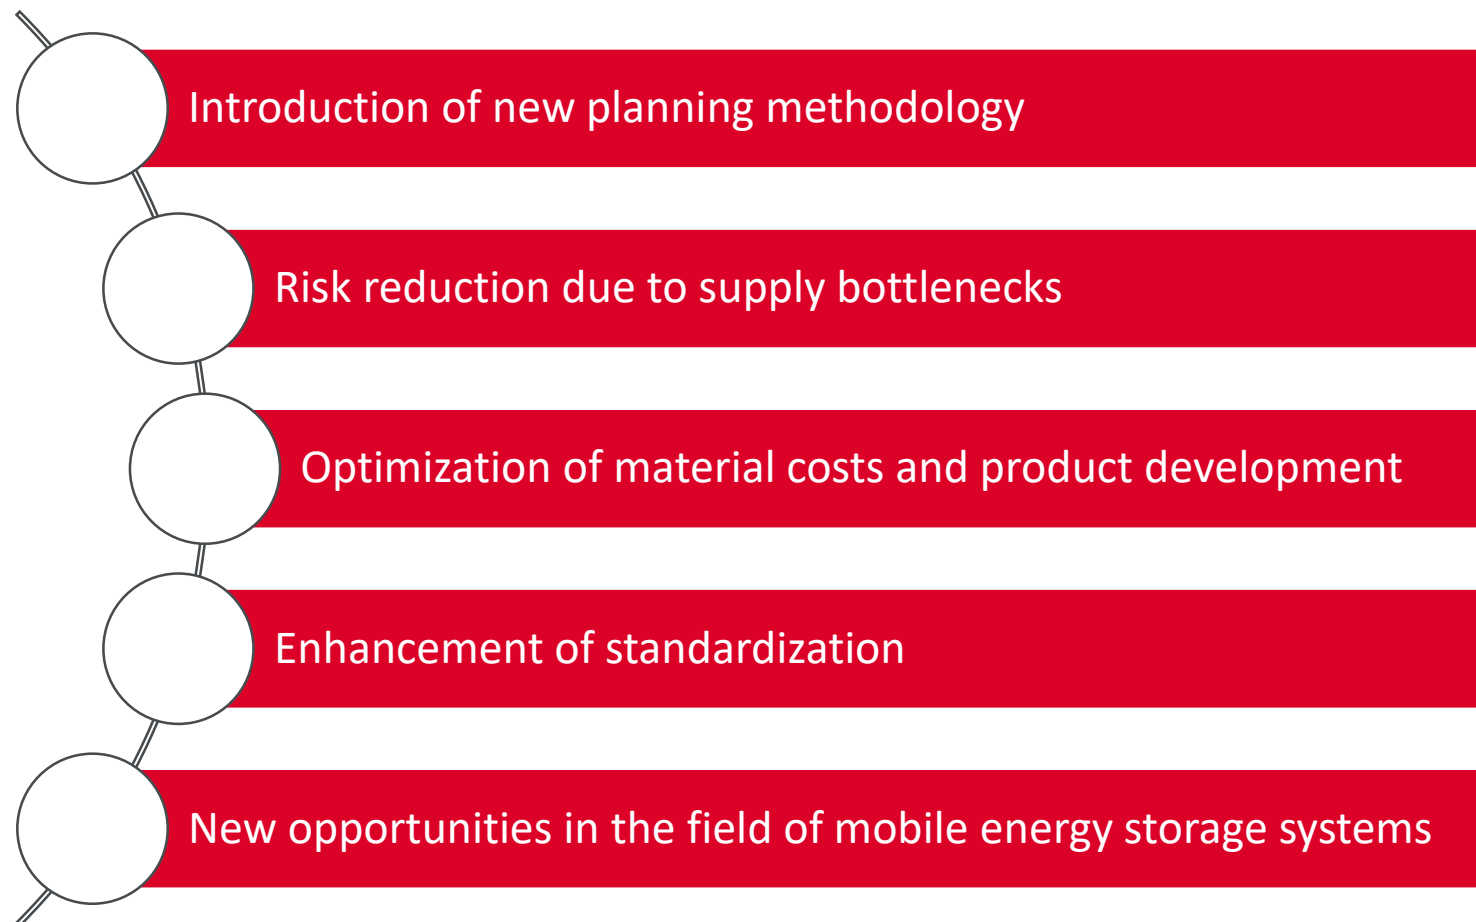 Introduction of new planning methodology
Risk reduction due to supply bottlenecks
Optimization of material costs and product development
Enhancement of standardization
New opportunities in the field of mobile energy storage systems